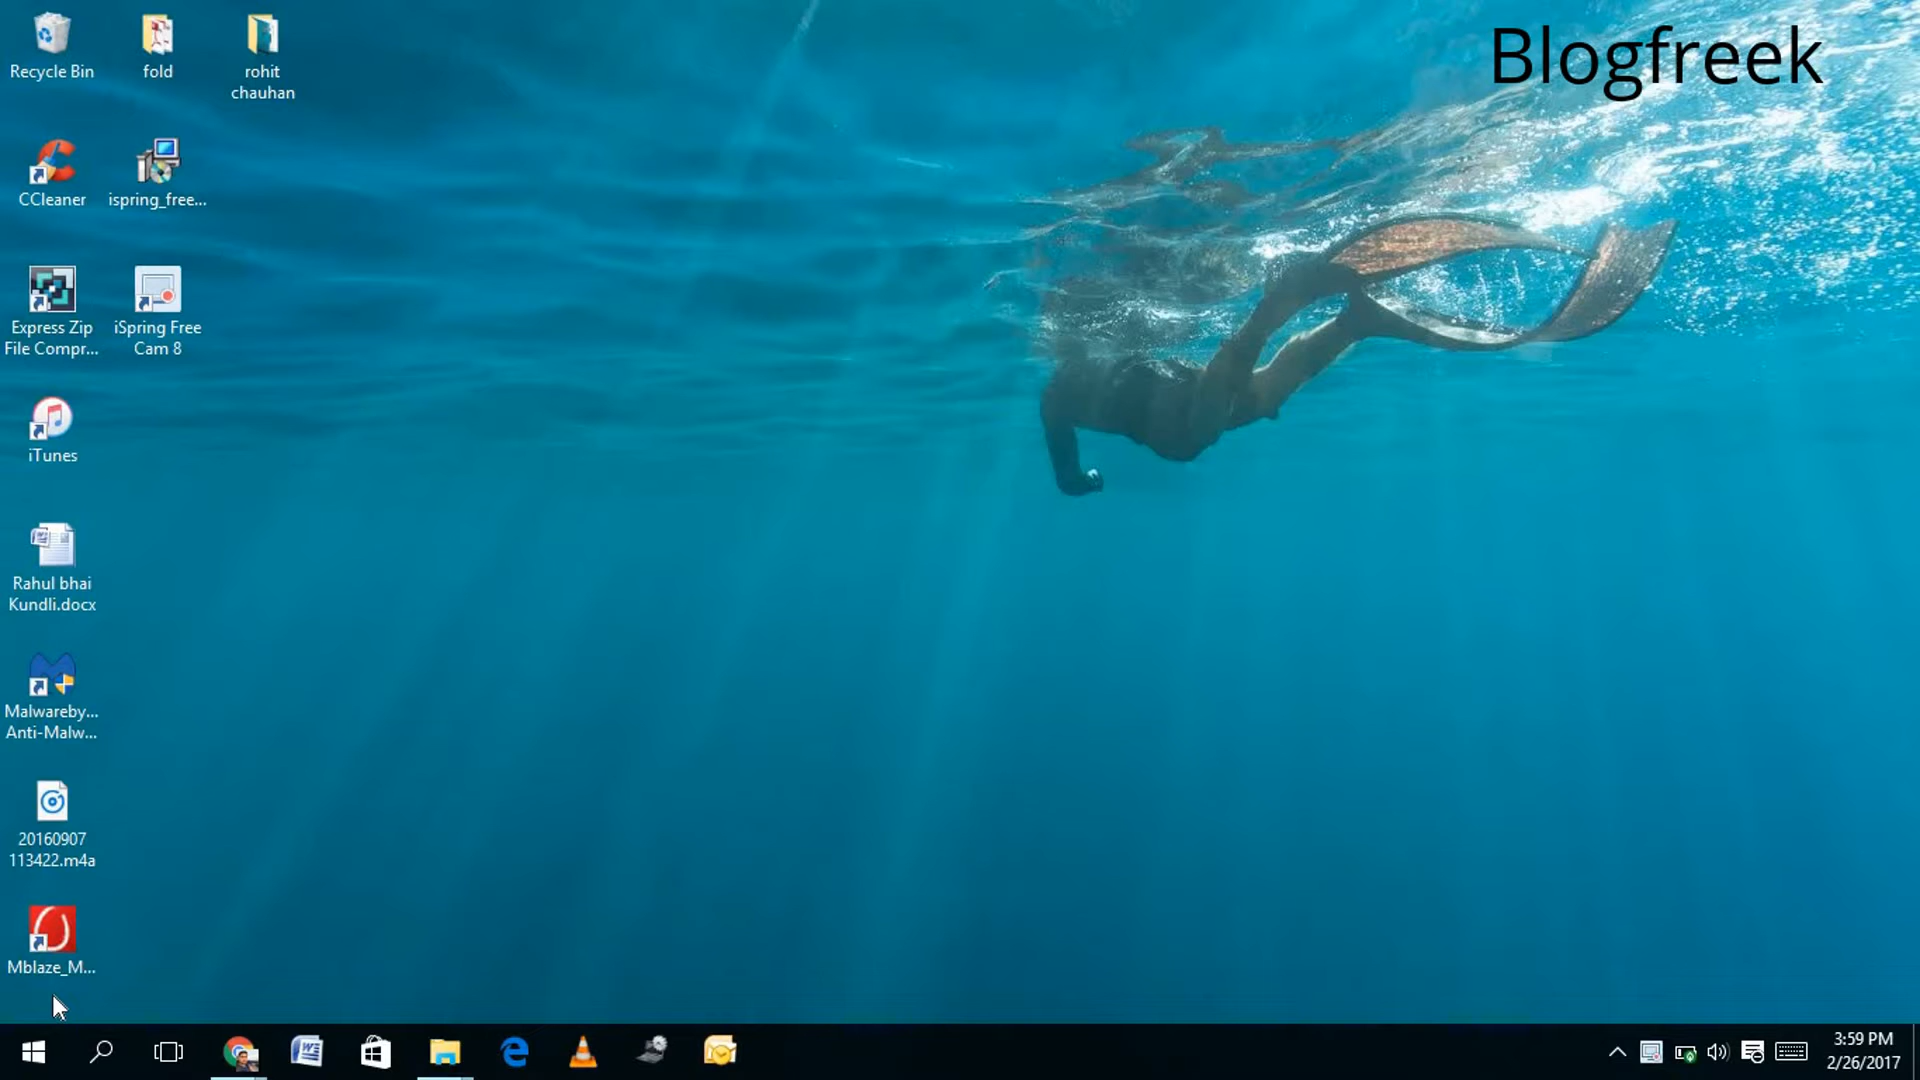 Blogfreek
Recycle Bin
fold
rohit
chauhan
CCleaner
ispring_free...
Express Zip
File Compr...
iSpring Free
Cam 8
iTunes
Rahul bhai
Kundli.docx
Malwareby...
Anti-Malw...
20160907
113422.m4a
Mblaze_M...
3:59 PM
2/26/2017